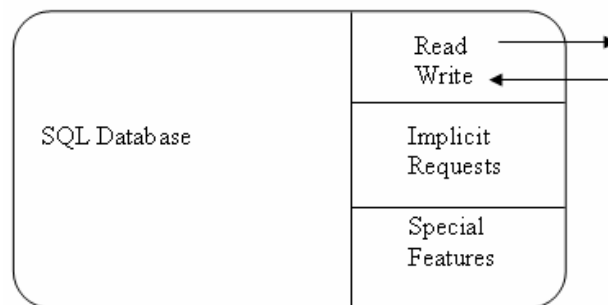 Read
Write
SQL Database
Implicit
Requests
Special
Features